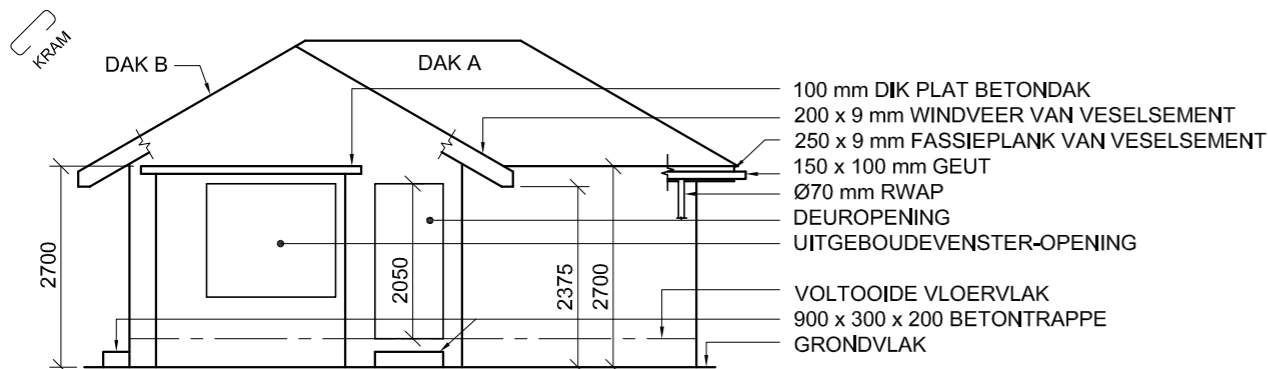 KRAM
DAK B
DAK A
100 mm DIK PLAT BETONDAK
200 x 9 mm WINDVEER VAN VESELSEMENT
250 x 9 mm FASSIEPLANK VAN VESELSEMENT
150 x 100 mm GEUT
Ø70 mm RWAP
DEUROPENING
UITGEBOUDEVENSTER-OPENING
2700
2050
2375
2700
VOLTOOIDE VLOERVLAK
900 x 300 x 200 BETONTRAPPE
GRONDVLAK